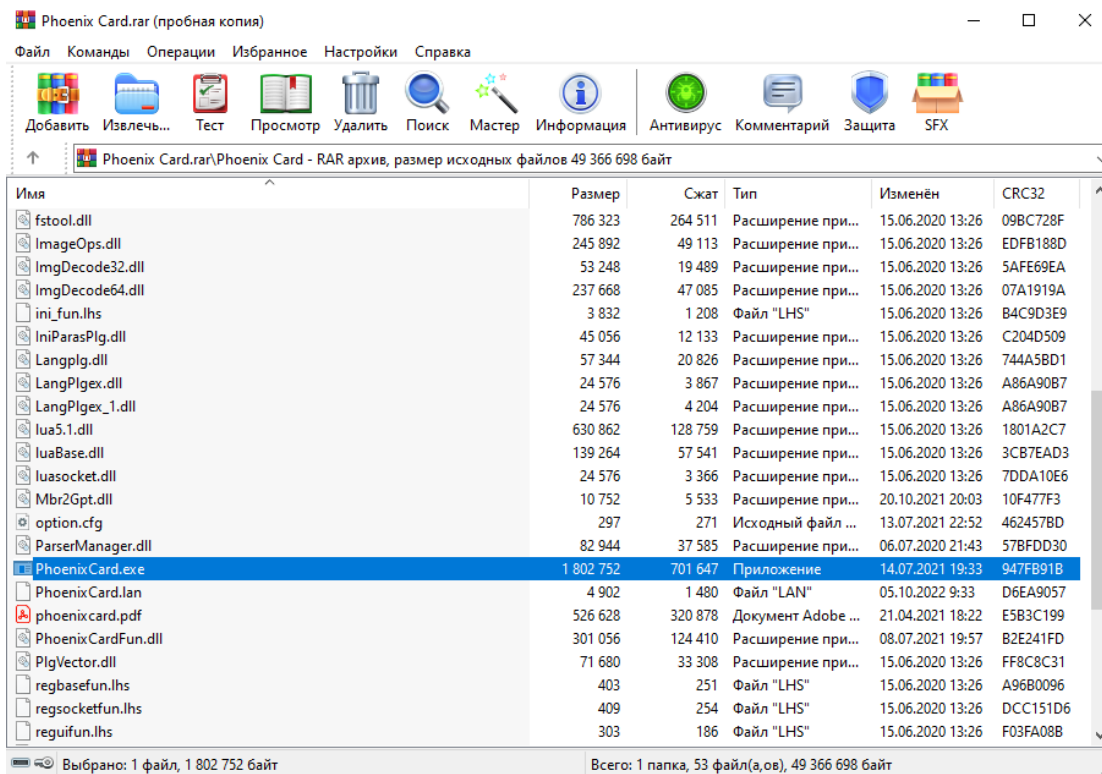 Phoenix Card.rar (пробная копия)
Файл Команды Операции Избранное Настройки Справка
Добавить Извлечь... Тест Просмотр Удалить Поиск Мастер Информация Антивирус Комментарий Защита SFX
Phoenix Card.rar\Phoenix Card - RAR архив, размер исходных файлов 49 366 698 байт
Имя Размер Сжат Тип Изменён CRC32
fstool.dll 786 323 264 511 Расширение при... 15.06.2020 13:26 09BC728F
ImageOps.dll 245 892 49 113 Расширение при... 15.06.2020 13:26 EDFB188D
ImgDecode32.dll 53 248 19 489 Расширение при... 15.06.2020 13:26 5AFE69EA
ImgDecode64.dll 237 668 47 085 Расширение при... 15.06.2020 13:26 07A1919A
ini_fun.lhs 3 832 1 208 Файл "LHS" 15.06.2020 13:26 B4C9D3E9
IniParasPlg.dll 45 056 12 133 Расширение при... 15.06.2020 13:26 C204D509
Langplg.dll 57 344 20 826 Расширение при... 15.06.2020 13:26 744A5BD1
LangPlgex.dll 24 576 3 867 Расширение при... 15.06.2020 13:26 A86A90B7
LangPlgex_1.dll 24 576 4 204 Расширение при... 15.06.2020 13:26 A86A90B7
lua5.1.dll 630 862 128 759 Расширение при... 15.06.2020 13:26 1801A2C7
luaBase.dll 139 264 57 541 Расширение при... 15.06.2020 13:26 3CB7EAD3
luasocket.dll 24 576 3 366 Расширение при... 15.06.2020 13:26 7DDA10E6
Mbr2Gpt.dll 10 752 5 533 Расширение при... 20.10.2021 20:03 10F477F3
option.cfg 297 271 Исходный файл ... 13.07.2021 22:52 462457BD
ParserManager.dll 82 944 37 585 Расширение при... 06.07.2020 21:43 57BFDD30
PhoenixCard.exe 1 802 752 701 647 Приложение 14.07.2021 19:33 947FB91B
PhoenixCard.lan 4 902 1 480 Файл "LAN" 05.10.2022 9:33 D6EA9057
phoenixcard.pdf 526 628 320 878 Документ Adobe ... 21.04.2021 18:22 E5B3C199
PhoenixCardFun.dll 301 056 124 410 Расширение при... 08.07.2021 19:57 B2E241FD
PlgVector.dll 71 680 33 308 Расширение при... 15.06.2020 13:26 FF8C8C31
regbasefun.lhs 403 251 Файл "LHS" 15.06.2020 13:26 A96B0096
regsocketfun.lhs 409 254 Файл "LHS" 15.06.2020 13:26 DCC151D6
reguifun.lhs 303 186 Файл "LHS" 15.06.2020 13:26 F03FA08B
Выбрано: 1 файл, 1 802 752 байт Всего: 1 папка, 53 файл(а,ов), 49 366 698 байт